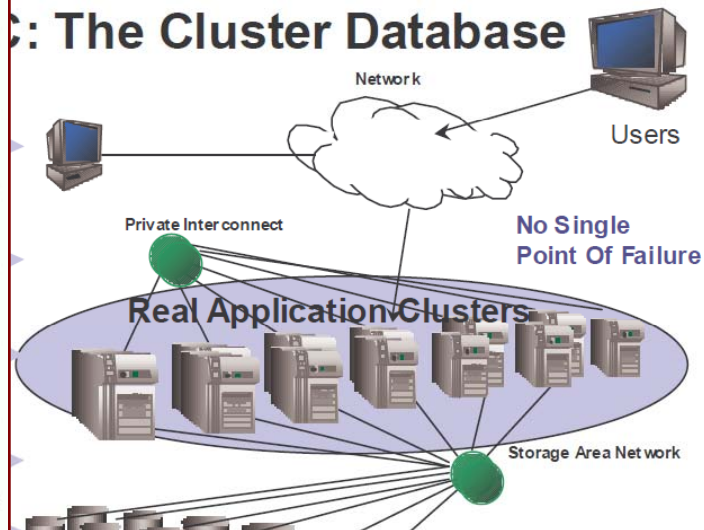 : The Cluster Database
Network
Users
Private Interconnect
No Single
Point Of Failure
Real Application Clusters
Storage Area Network